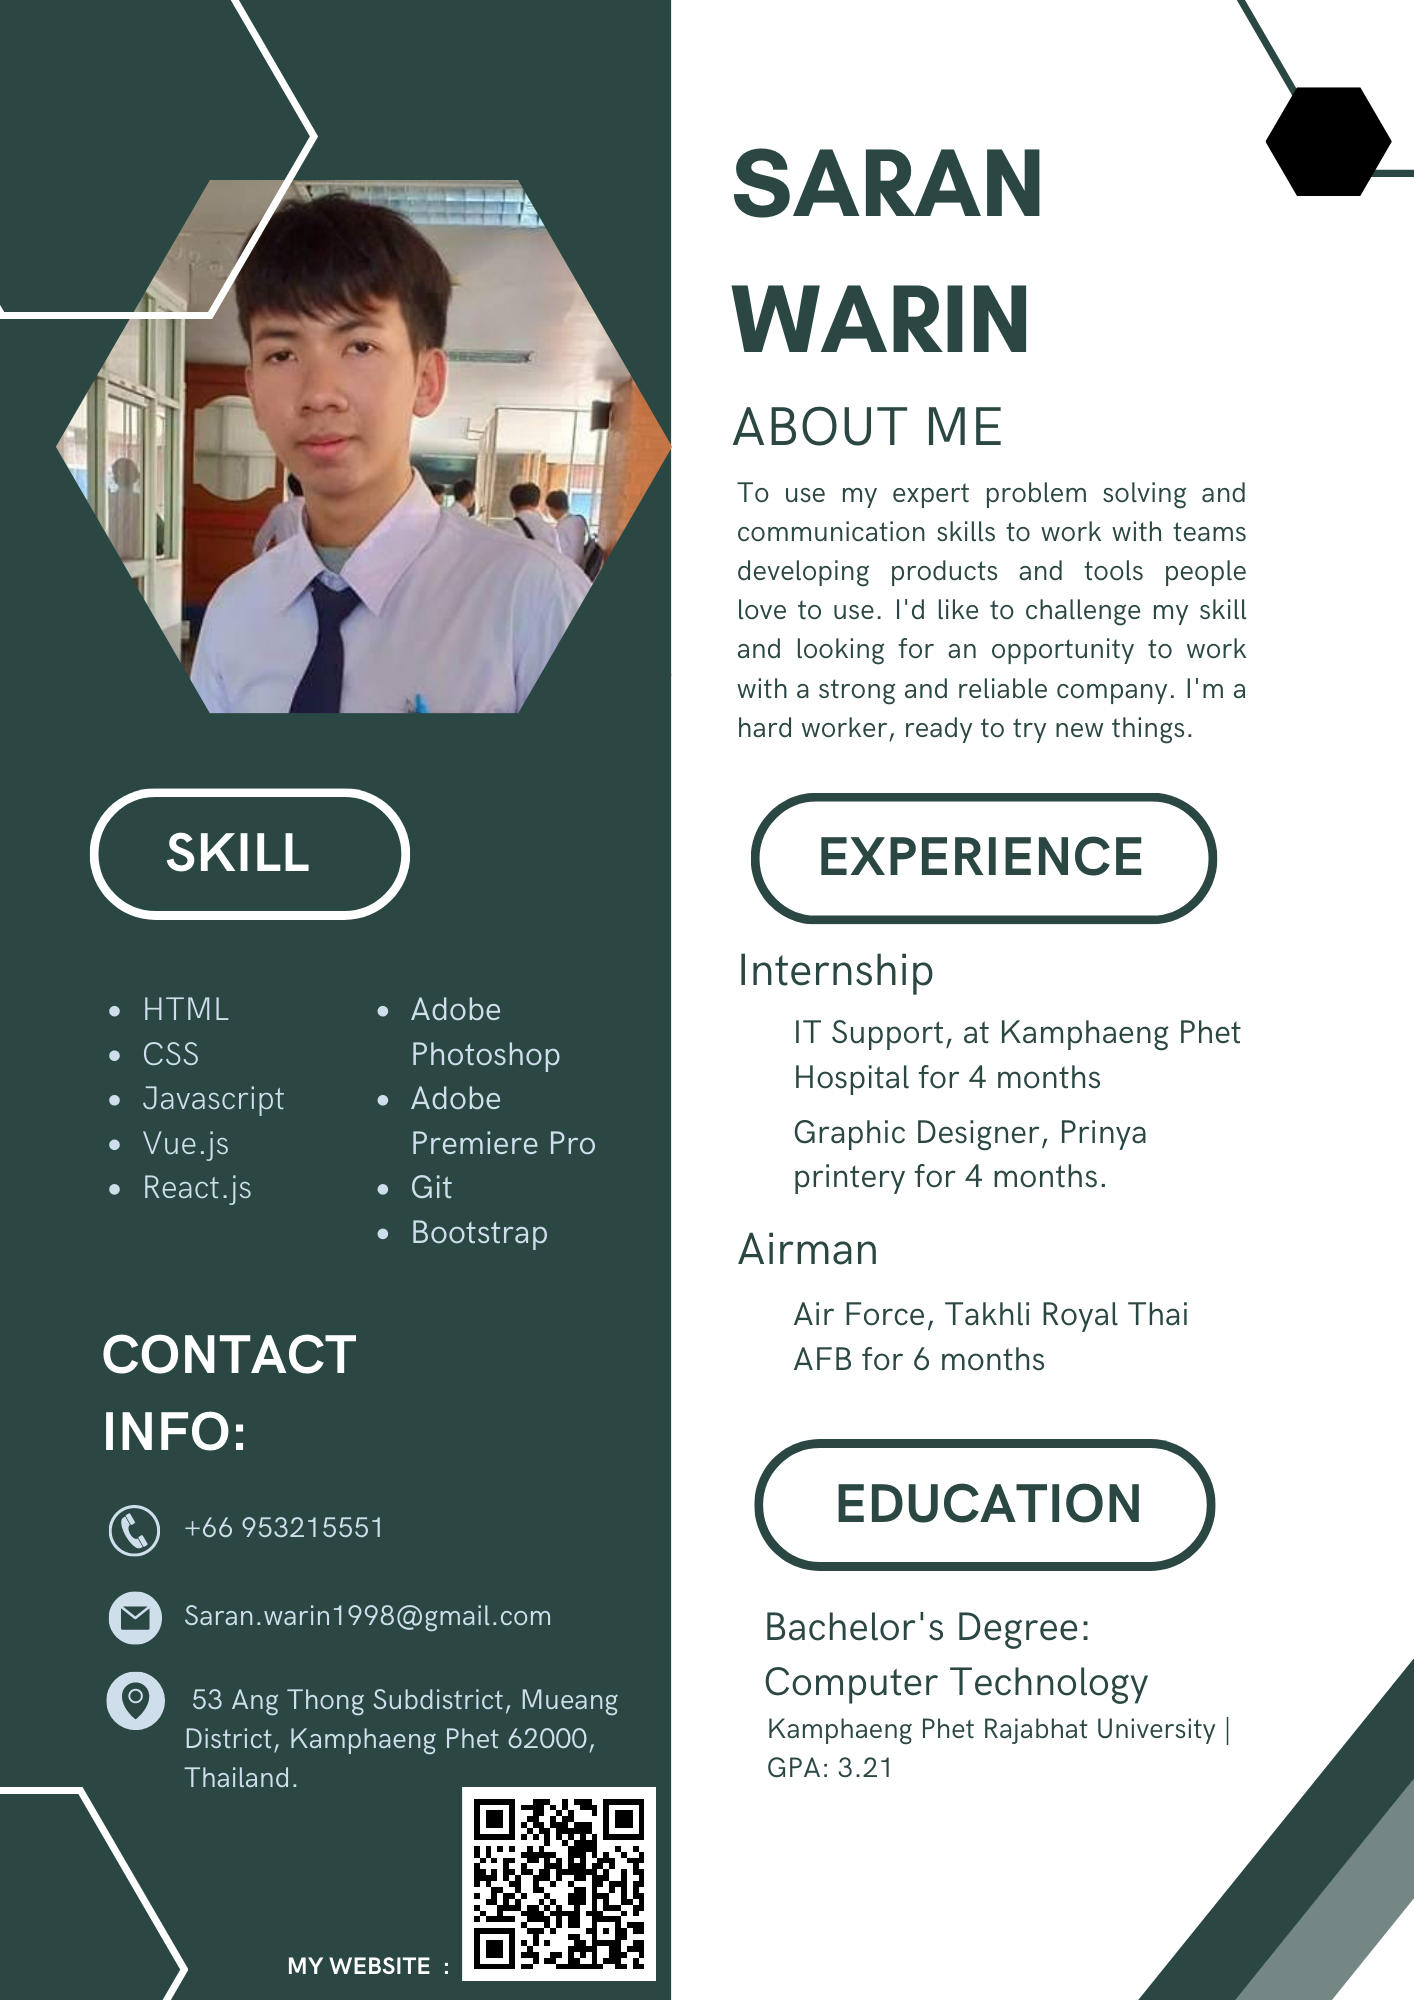 SARAN
WARIN
ABOUT ME
To use my expert problem solving and
communication skills to work with teams
developing products and tools people
love to use. I'd like to challenge my skill
and looking for an opportunity to work
with a strong and reliable company. I'm a
hard worker, ready to try new things.
SKILL
HTML
CSS
Javascript
Vue.js
React.js
Adobe
Photoshop
Adobe
Premiere Pro
Git
Bootstrap
CONTACT
INFO:
+66 953215551
Saran.warin1998@gmail.com
53 Ang Thong Subdistrict, Mueang
District, Kamphaeng Phet 62000,
Thailand.
MY WEBSITE :
EXPERIENCE
Internship
IT Support, at Kamphaeng Phet
Hospital for 4 months
Graphic Designer, Prinya
printery for 4 months.
Airman
Air Force, Takhli Royal Thai
AFB for 6 months
EDUCATION
Bachelor's Degree:
Computer Technology
Kamphaeng Phet Rajabhat University |
GPA: 3.21